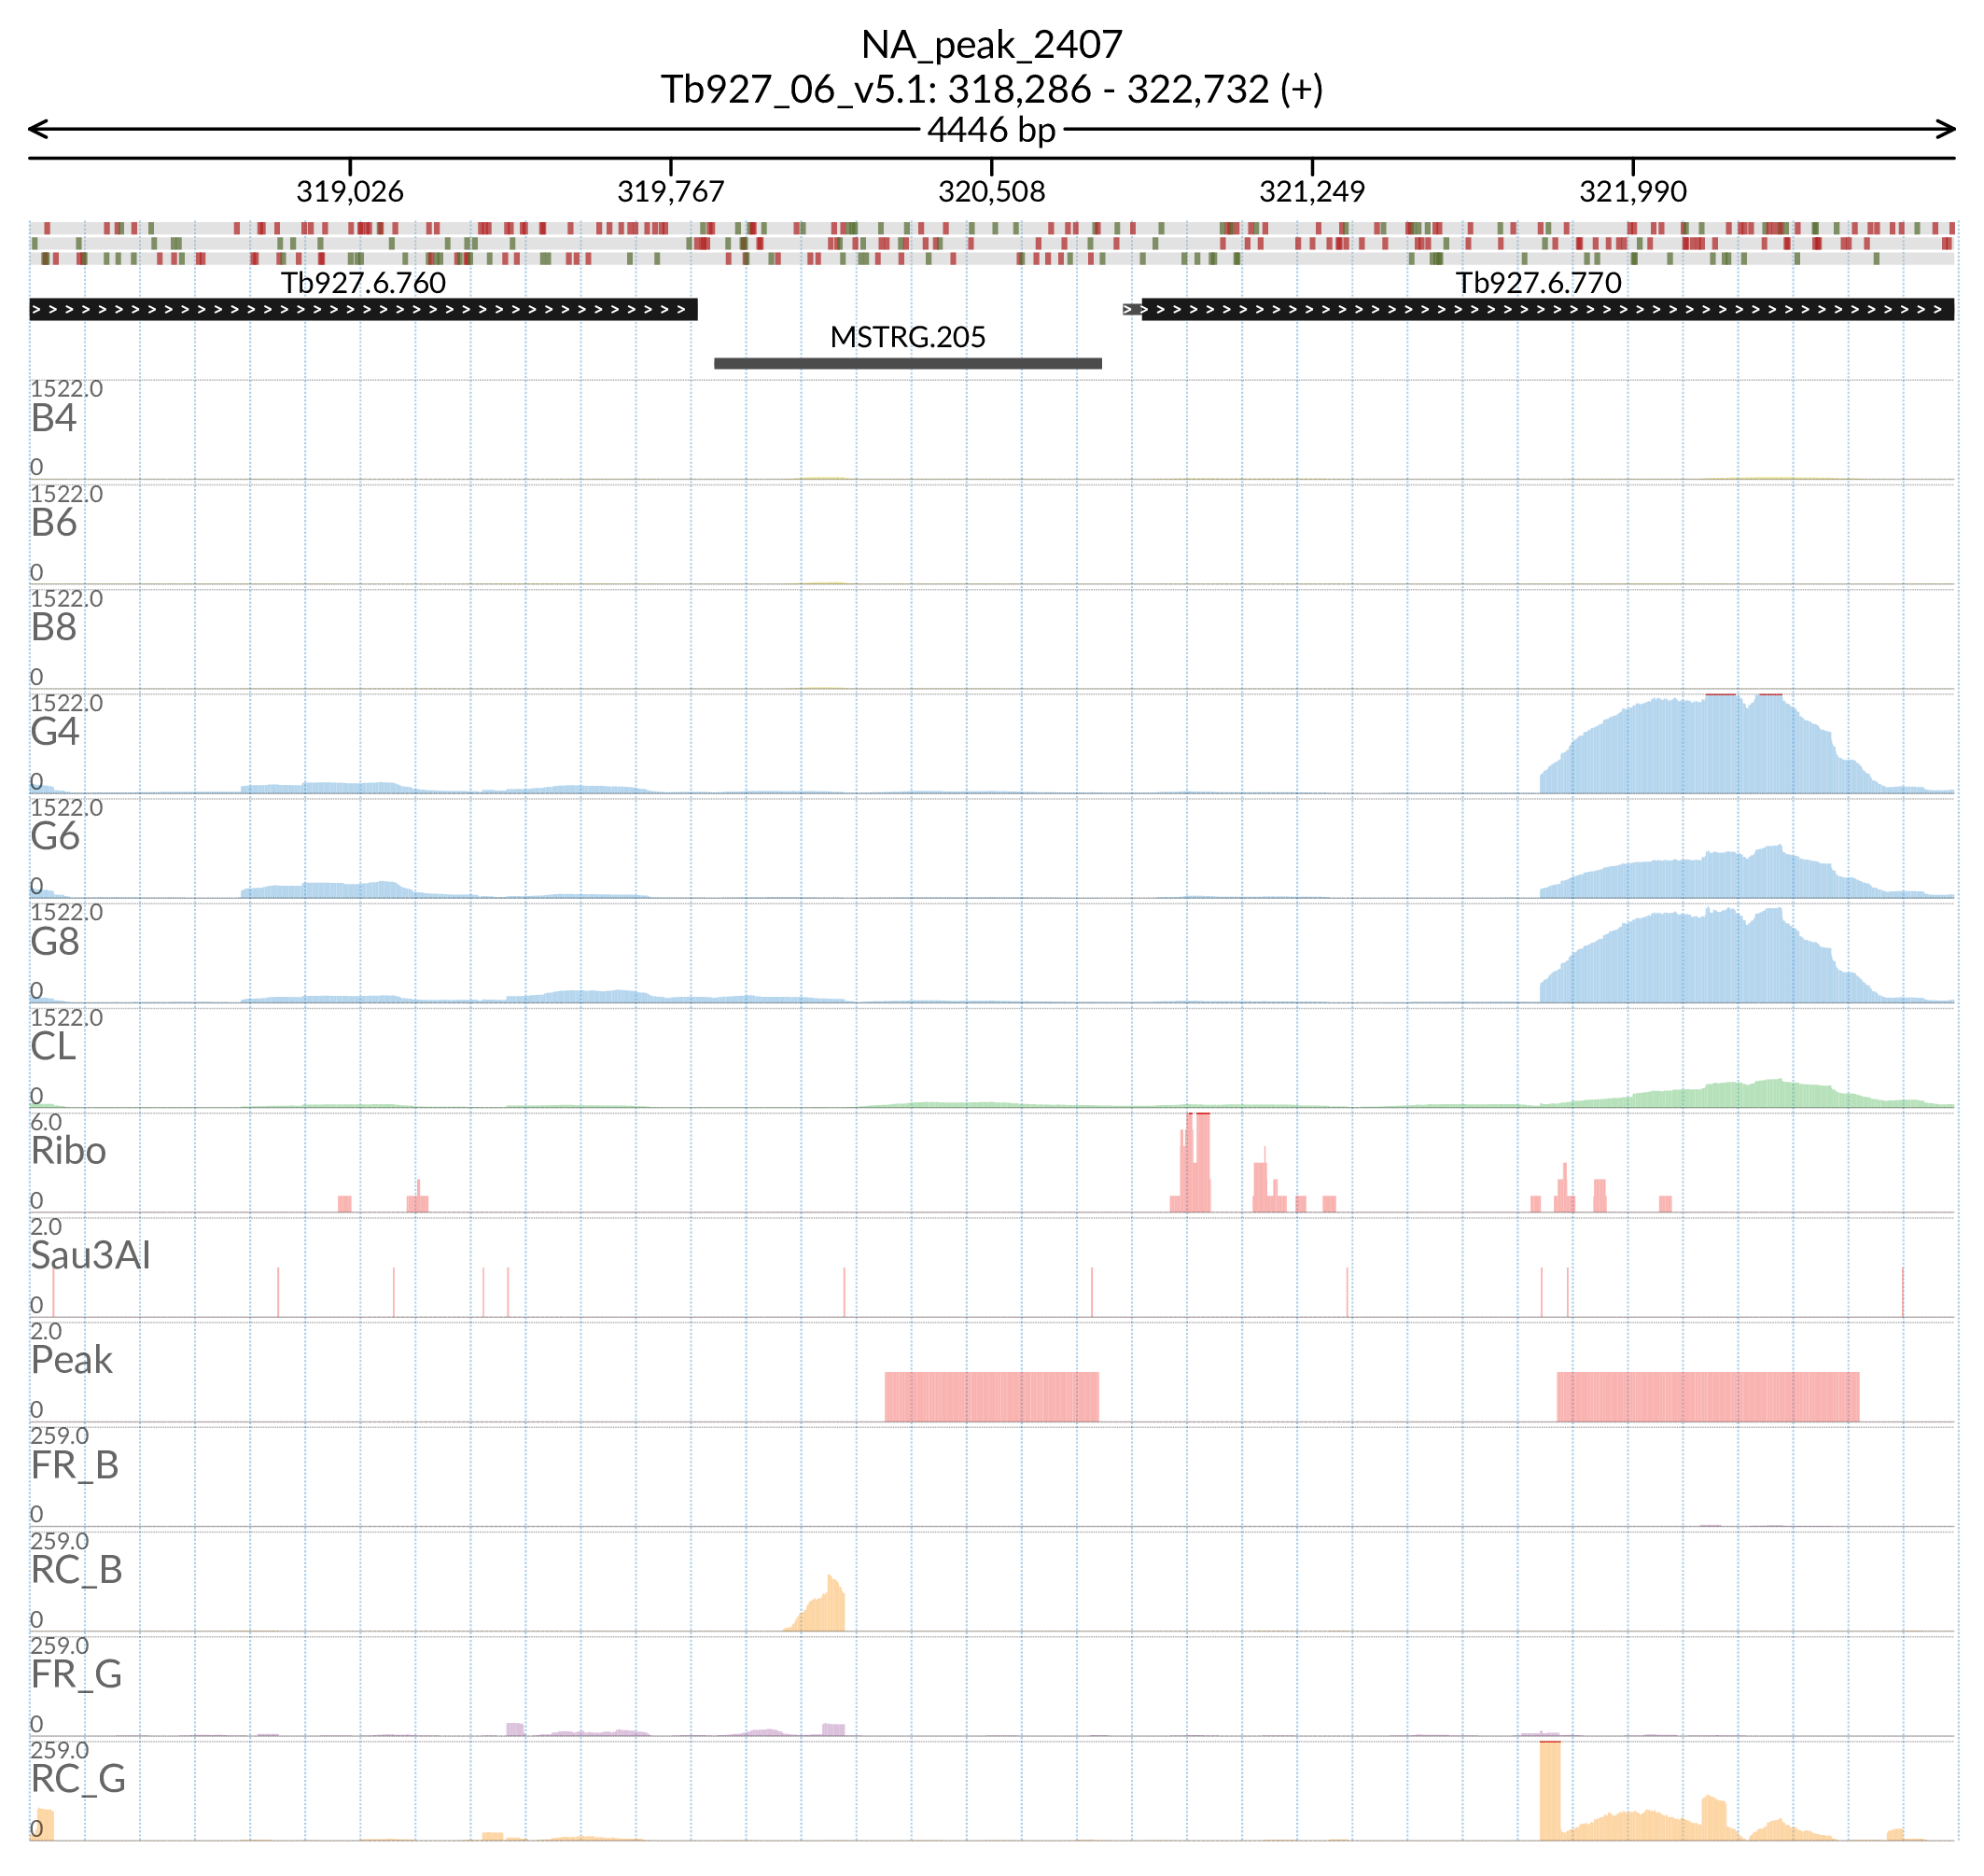 NA_peak_2407
Tb927_06_v5.1: 318,286 - 322,732 (+)
4446 bp
319,026 319,767 320,508 321,249 321,990
Tb927.6.760 Tb927.6.770
MSTRG.205
1522.0
B4
0
1522.0
B6
0
1522.0
B8
0
1522.0
G4
0
1522.0
G6
0
1522.0
G8
0
1522.0
CL
0
6.0
Ribo
0
2.0
Sau3AI
0
2.0
Peak
0
259.0
FR_B
0
259.0
RC_B
0
259.0
FR_G
0
259.0
RC_G
0